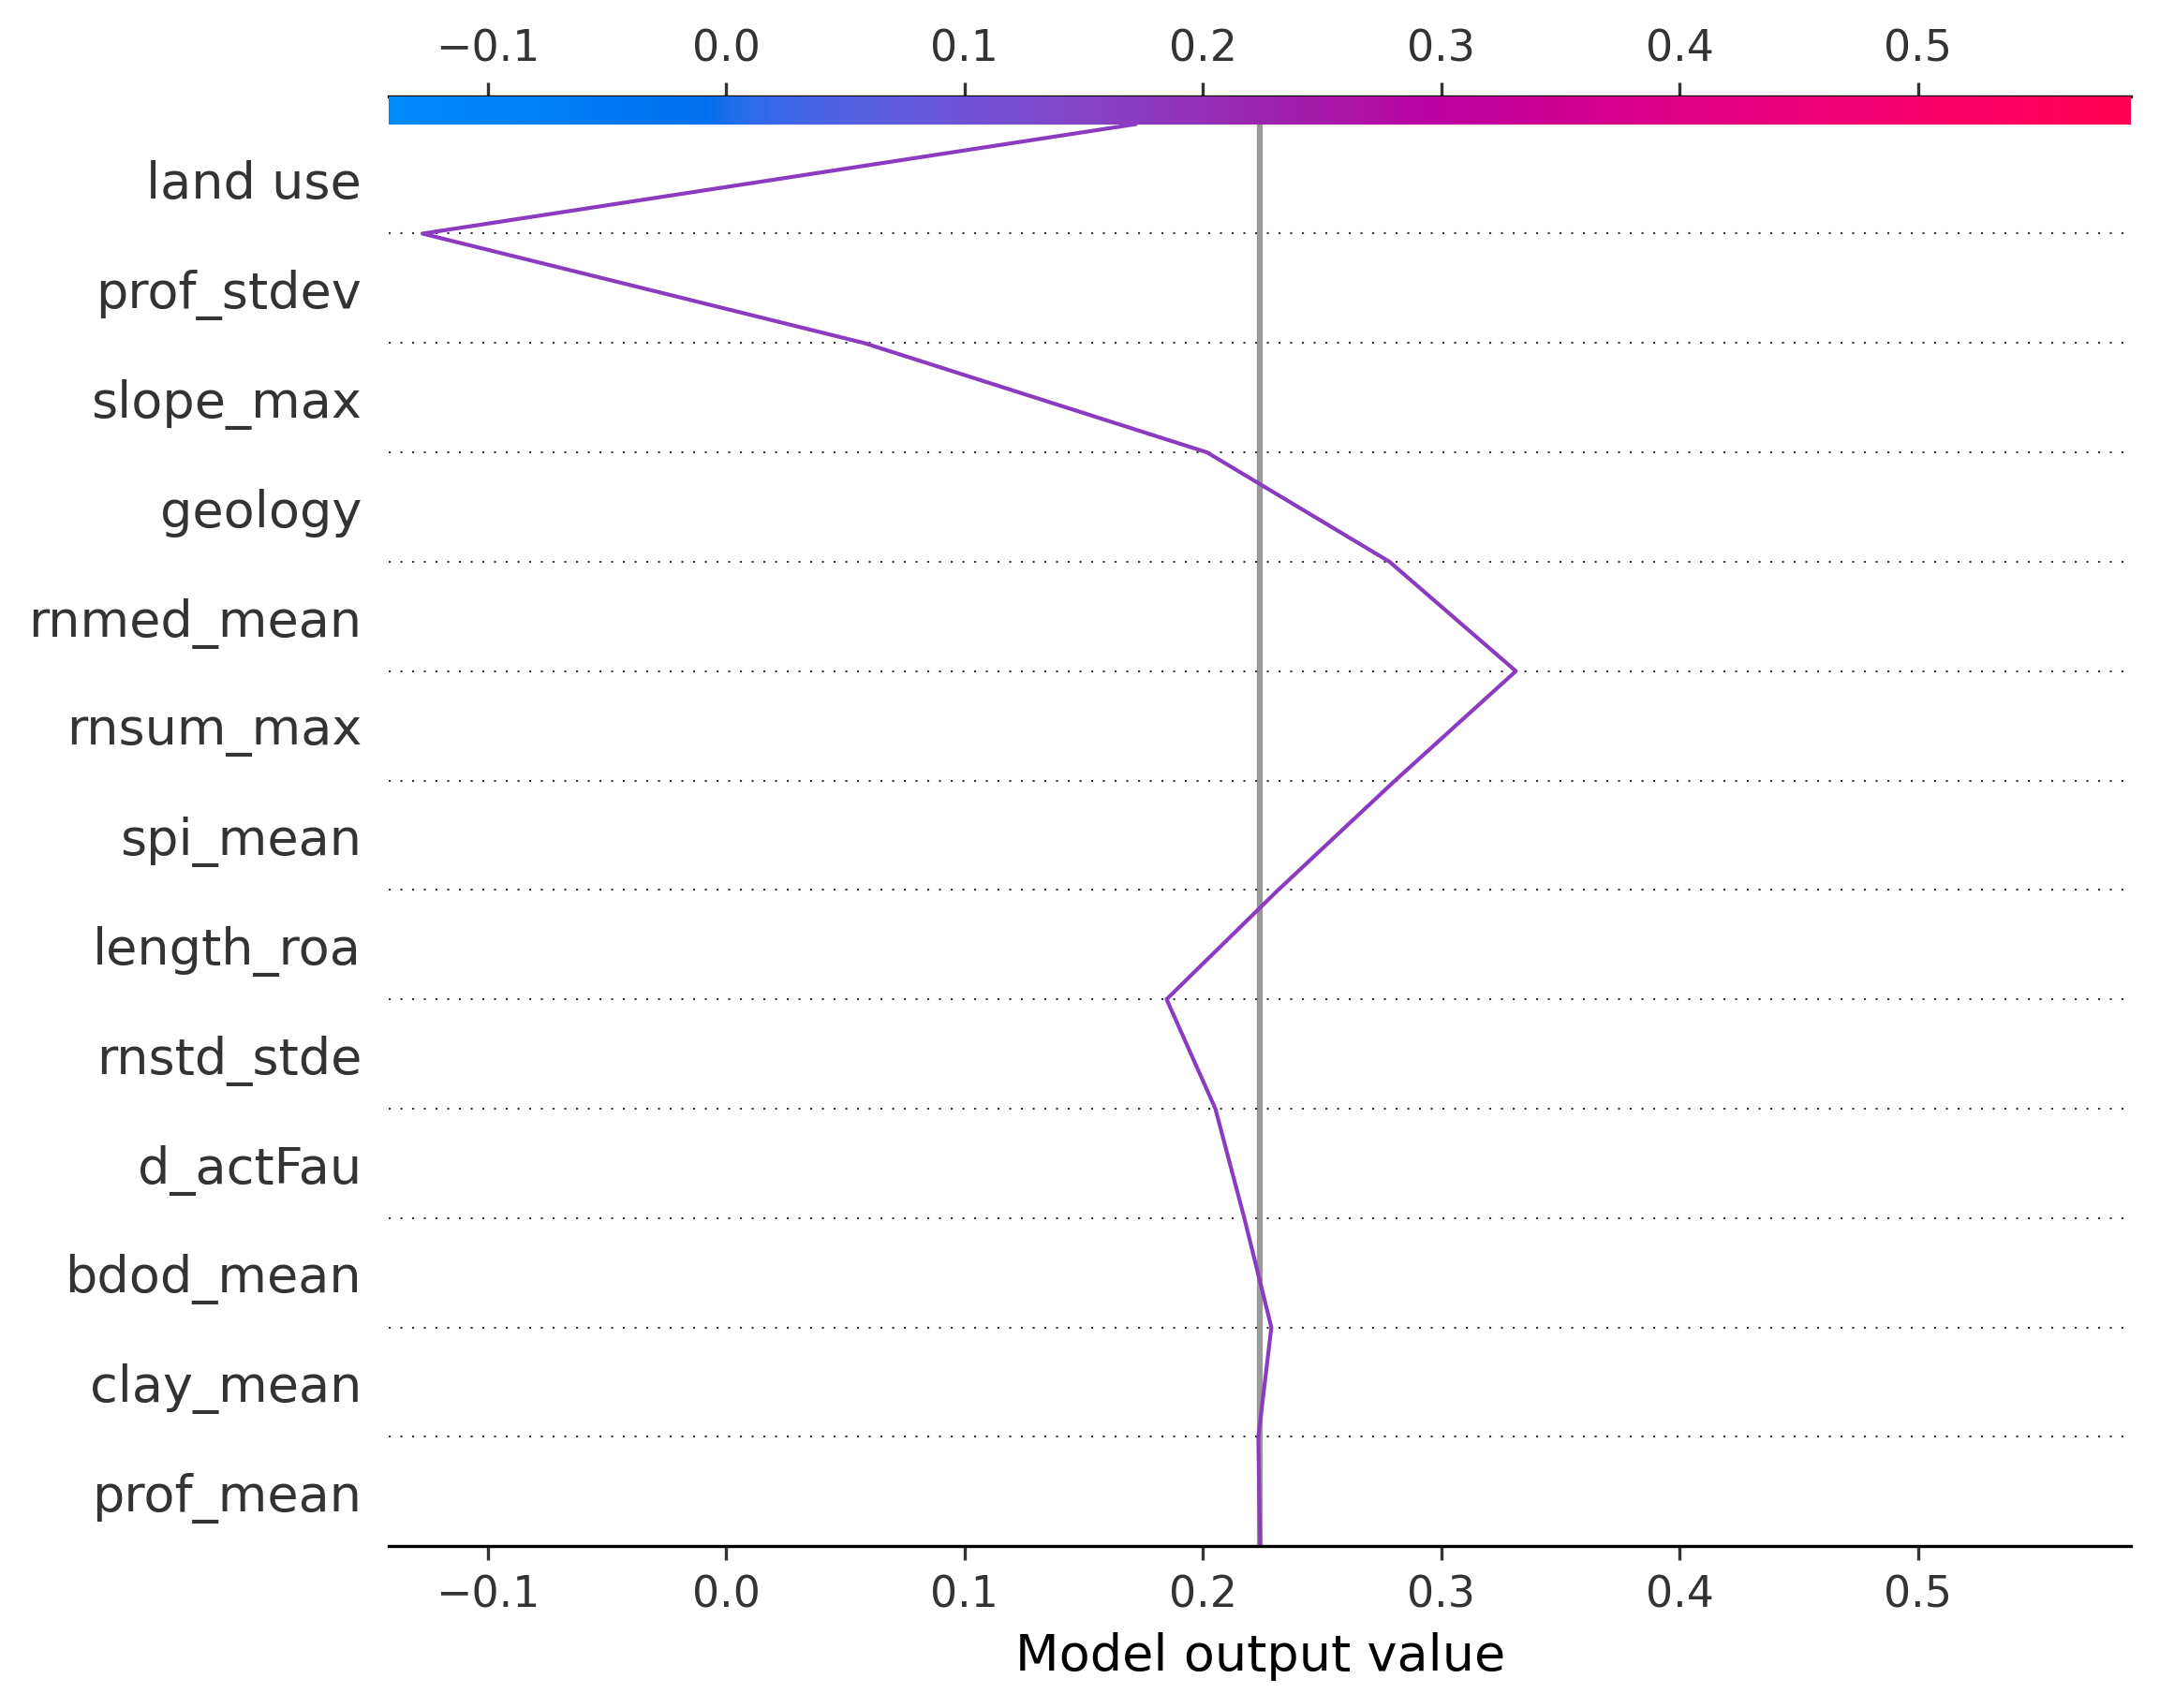 −0.1 0.0 0.1 0.2 0.3 0.4 0.5
land use
prof_stdev
slope_max
geology
rnmed_mean
rnsum_max
spi_mean
length_roa
rnstd_stde
d_actFau
bdod_mean
clay_mean
prof_mean
−0.1 0.0 0.1 0.2 0.3 0.4 0.5
Model output value